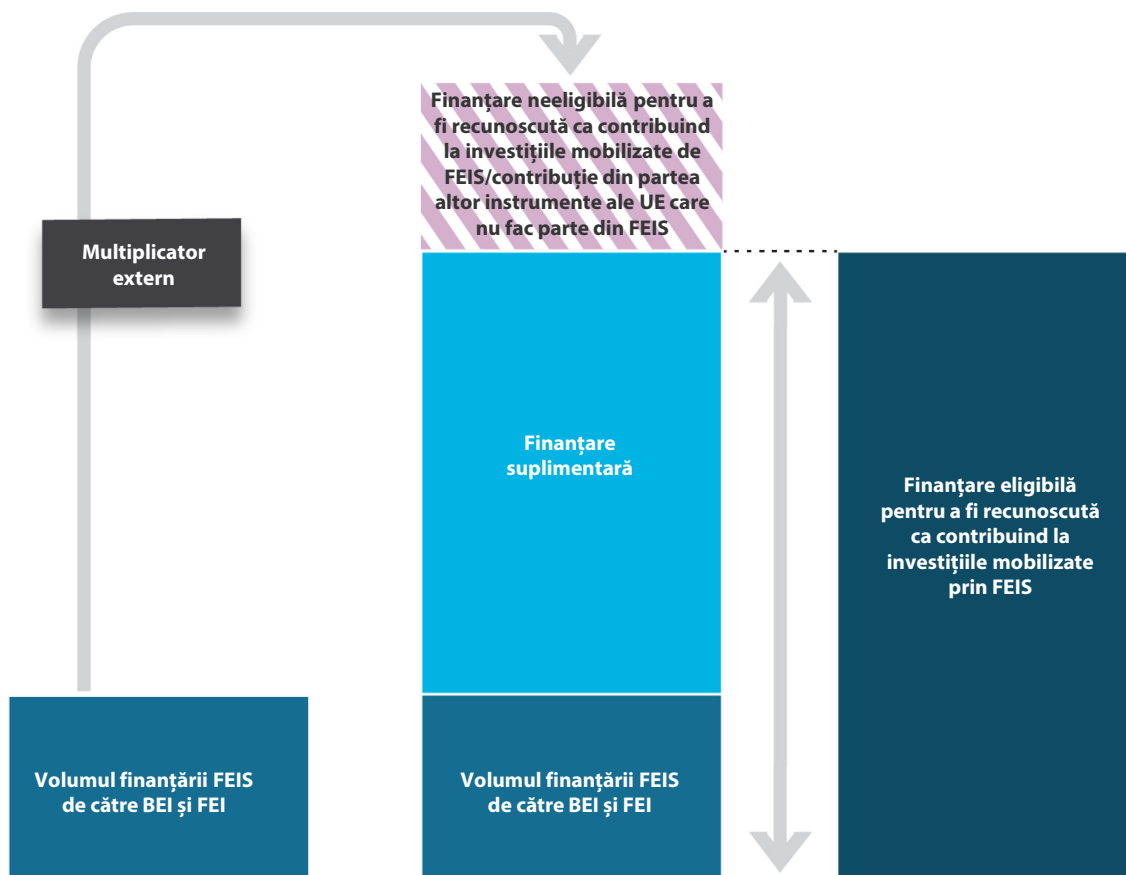 Finanțare neeligibilă pentru a
fi recunoscută ca contribuind
la investițiile mobilizate de
FEIS/contribuție din partea
altor instrumente ale UE care
nu fac parte din FEIS
Multiplicator
extern
Finanțare
suplimentară
Finanțare eligibilă
pentru a fi recunoscută
ca contribuind la
investițiile mobilizate
prin FEIS
Volumul finanțării FEIS
de către BEI și FEI
Volumul finanțării FEIS
de către BEI și FEI